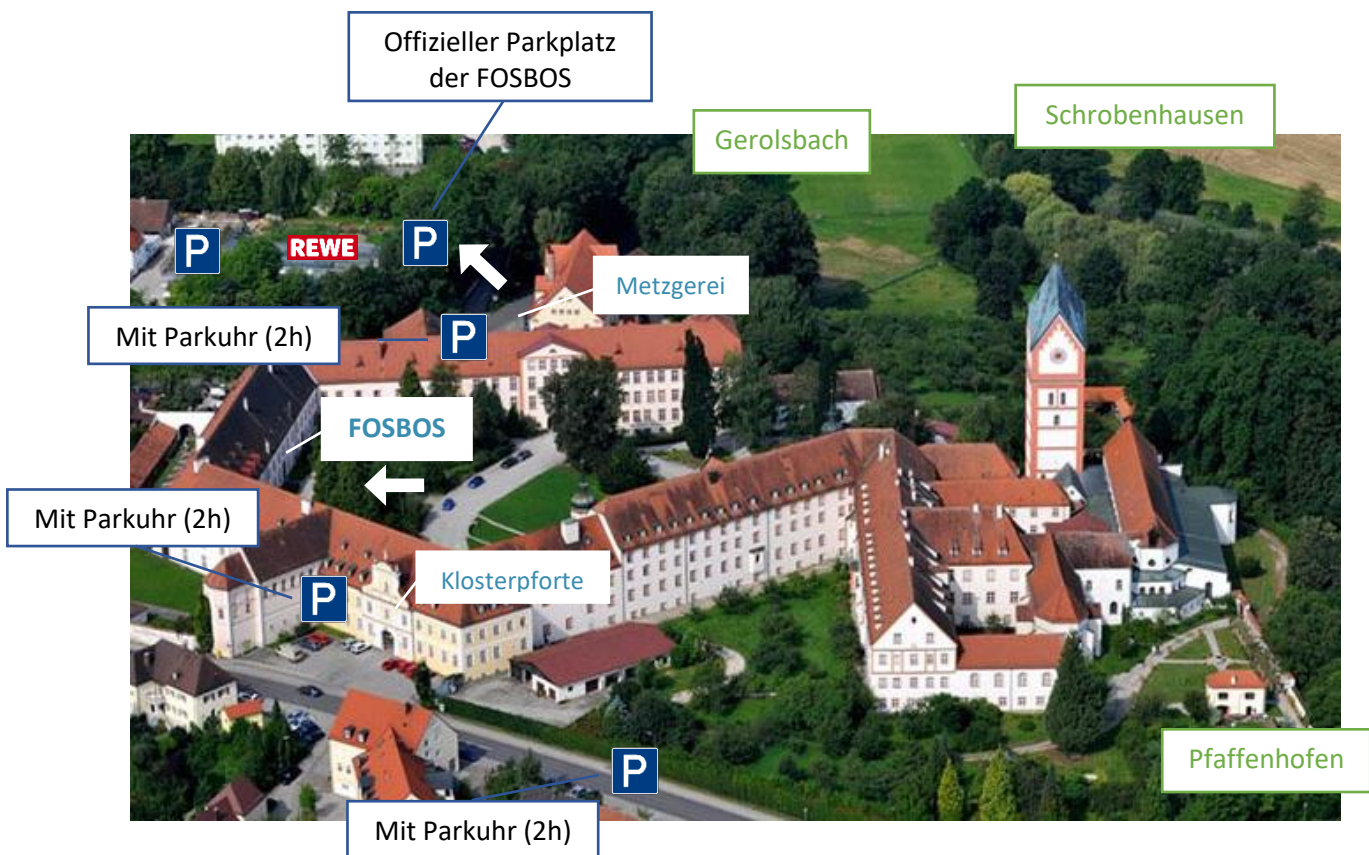 Offizieller Parkplatz
der FOSBOS
Schrobenhausen
Gerolsbach
P
REWE
P
Metzgerei
Mit Parkuhr (2h)
P
FOSBOS
Mit Parkuhr (2h)
Klosterpforte
P
Pfaffenhofen
P
Mit Parkuhr (2h)